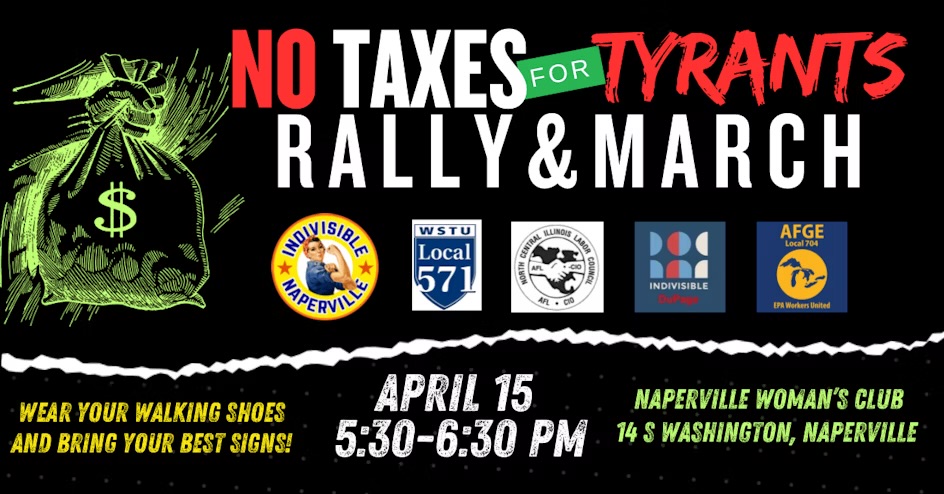 NO TAXES FOR TYRANTS
RALLY & MARCH
$
INDIVISIBLE
NAPERVILLE
WSTU
Local
571
NORTH CENTRAL ILLINOIS LABOR COUNCIL
AFL CIO
AFL • CIO
INDIVISIBLE
DuPage
AFGE
Local 704
EPA Workers United
WEAR YOUR WALKING SHOES
AND BRING YOUR BEST SIGNS!
APRIL 15
5:30-6:30 PM
NAPERVILLE WOMAN'S CLUB
14 S WASHINGTON, NAPERVILLE